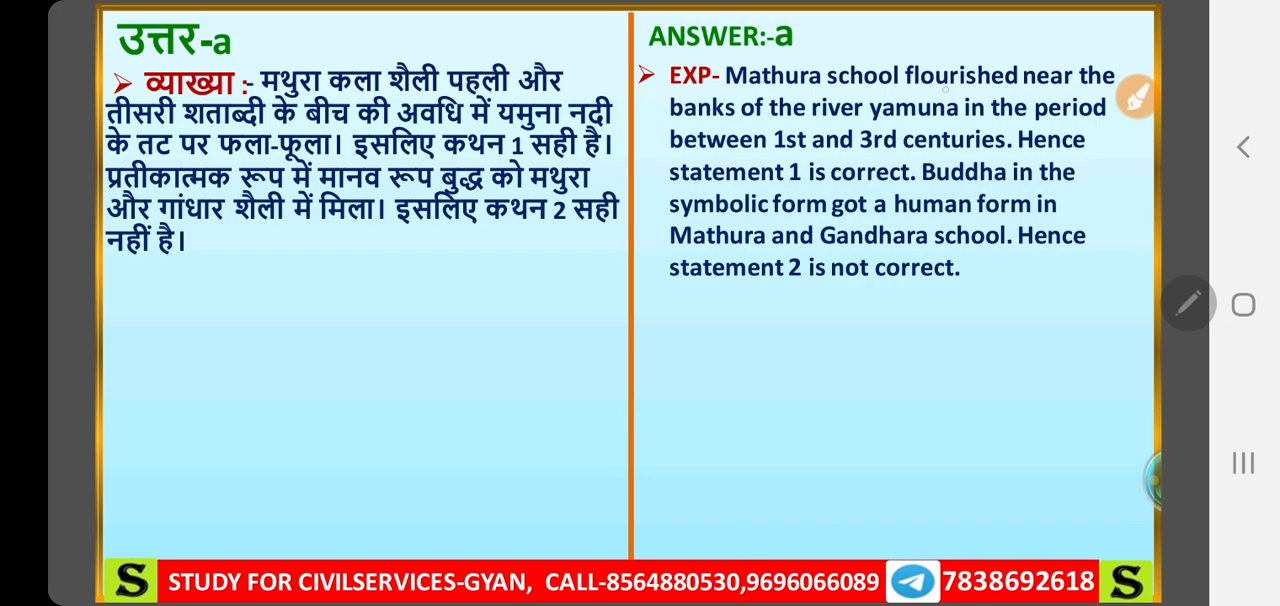 उत्तर-a
➢ व्याख्या :- मथुरा कला शैली पहली और
तीसरी शताब्दी के बीच की अवधि में यमुना नदी
के तट पर फला-फूला। इसलिए कथन 1 सही है।
प्रतीकात्मक रूप में मानव रूप बुद्ध को मथुरा
और गांधार शैली में मिला। इसलिए कथन 2 सही
नहीं है।
ANSWER:-a
➢ EXP- Mathura school flourished near the
banks of the river yamuna in the period
between 1st and 3rd centuries. Hence
statement 1 is correct. Buddha in the
symbolic form got a human form in
Mathura and Gandhara school. Hence
statement 2 is not correct.
S STUDY FOR CIVILSERVICES-GYAN, CALL-8564880530,9696066089 7838692618 S